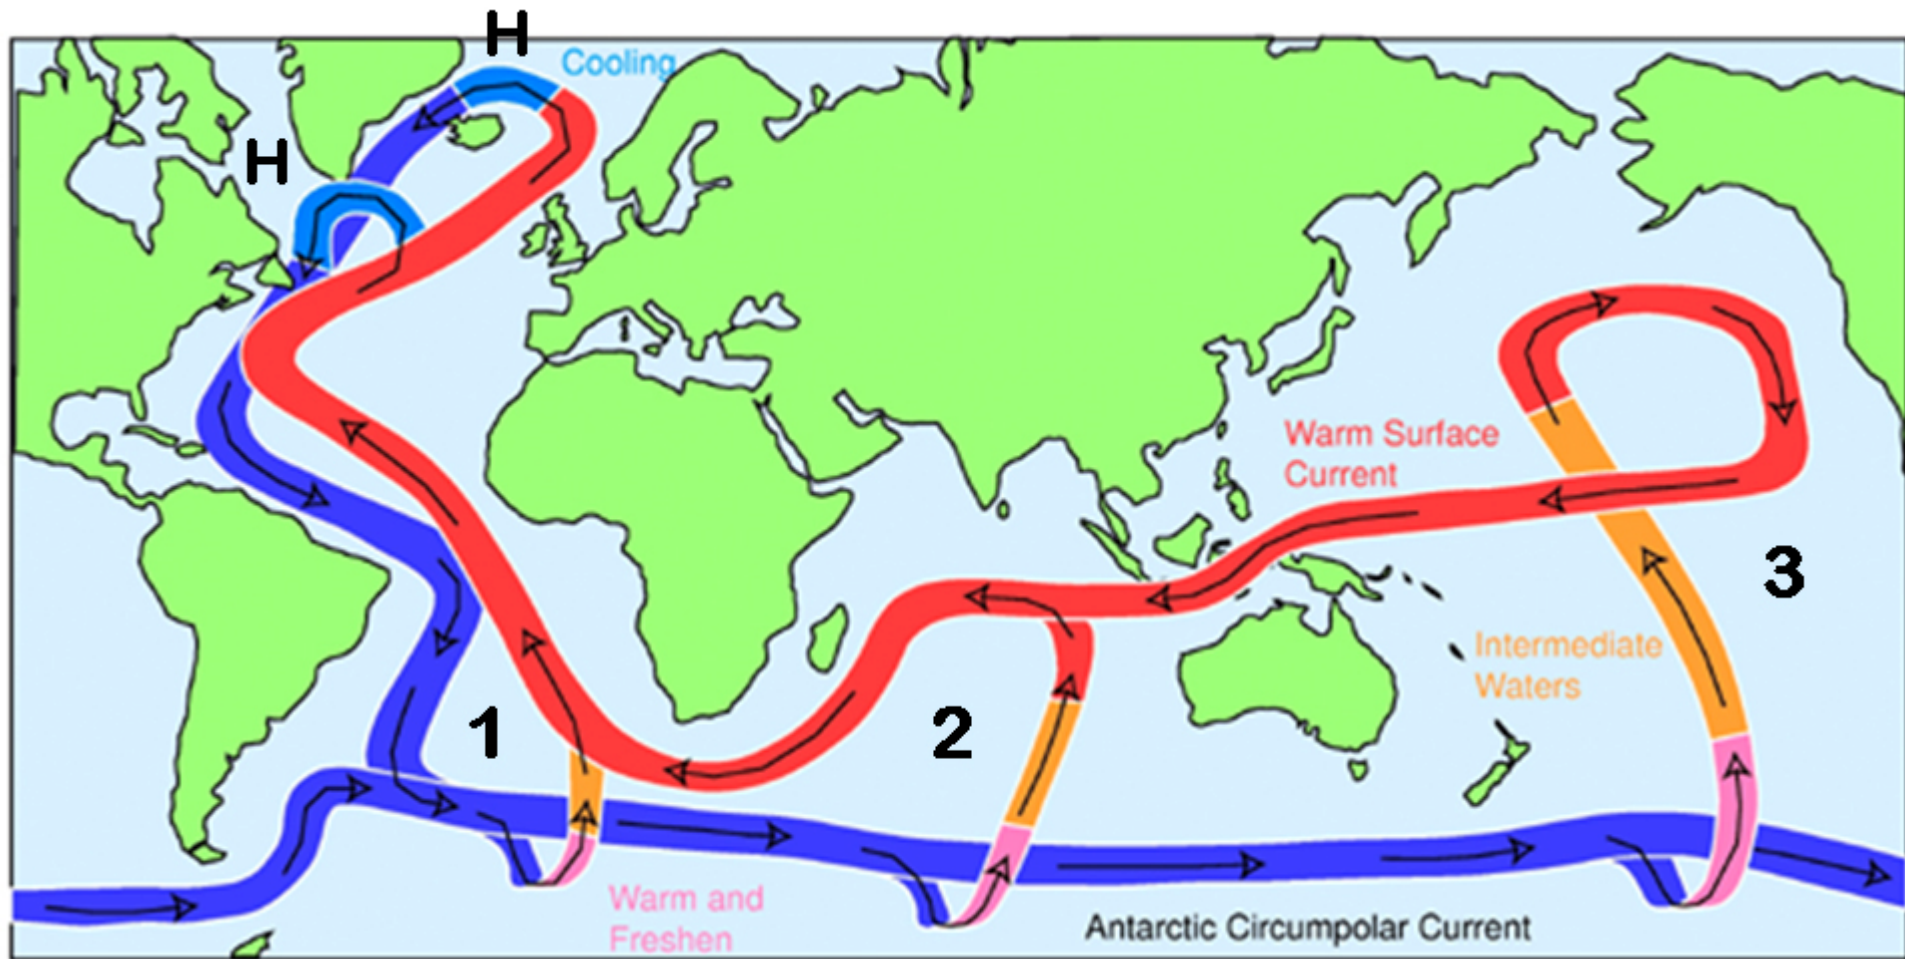 H
Cooling
H
Warm Surface
Current
3
Intermediate
Waters
1
2
Warm and
Freshen
Antarctic Circumpolar Current